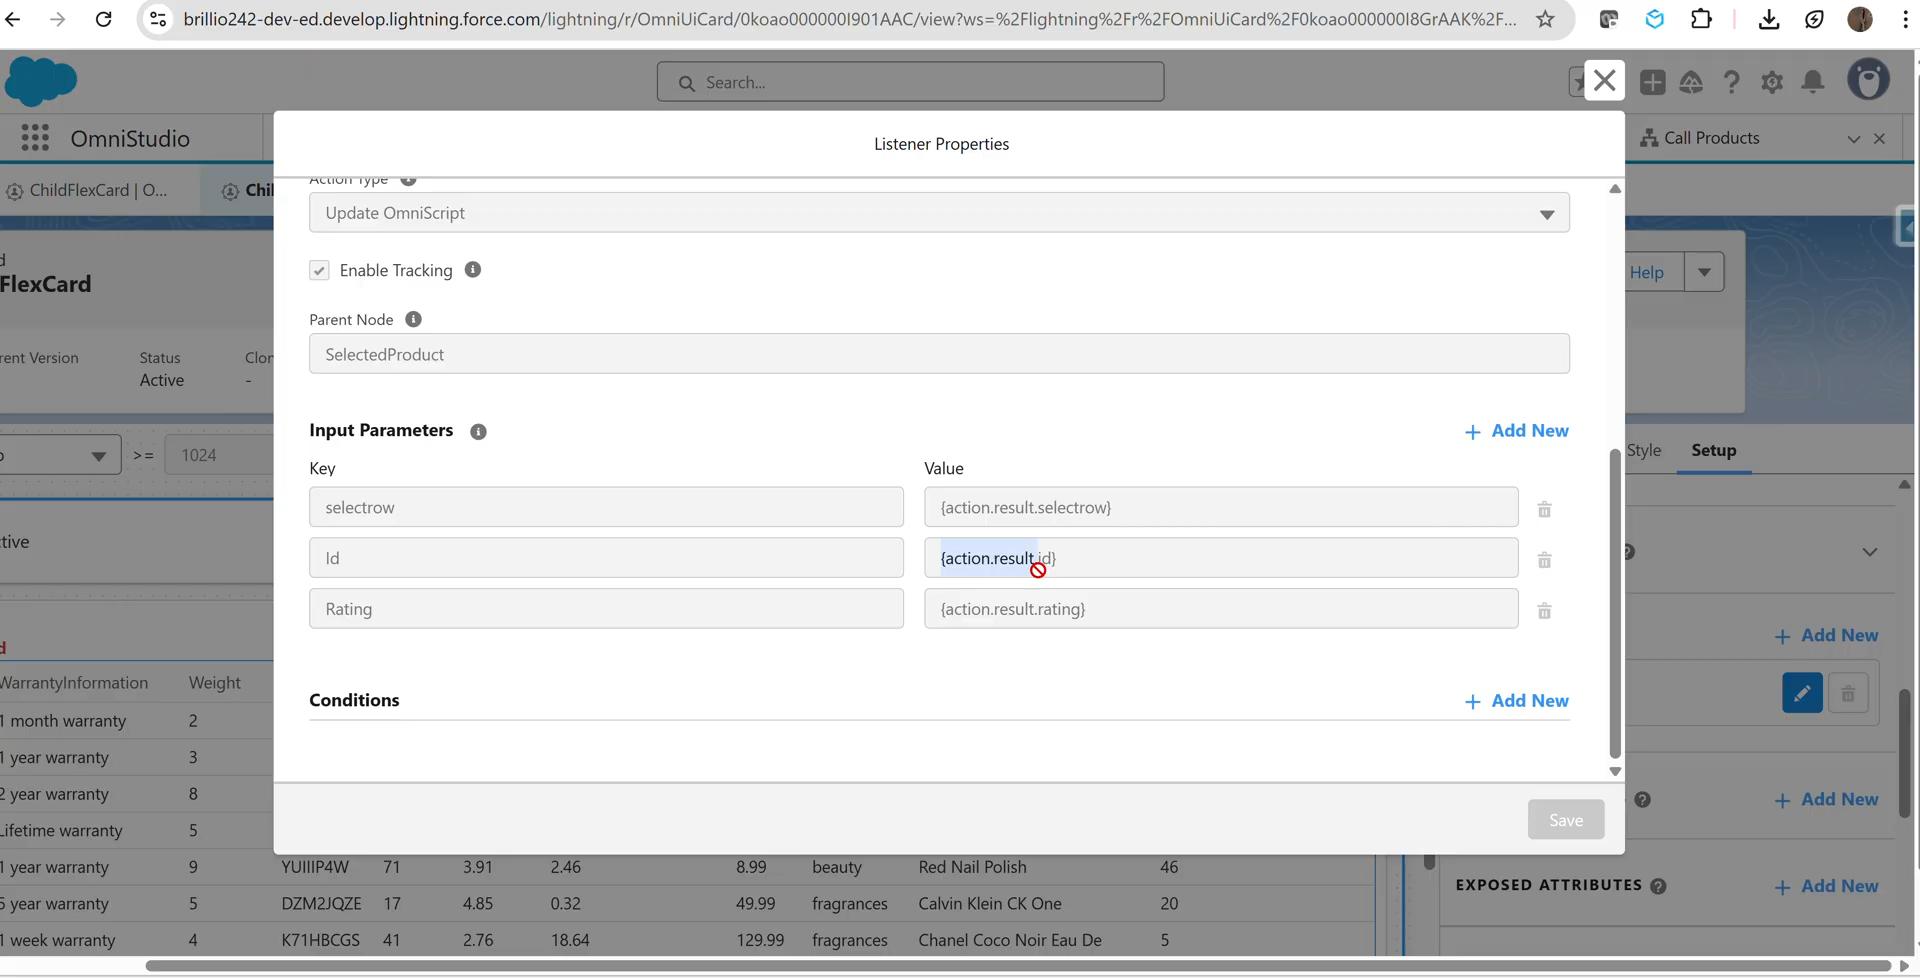 brillio242-dev-ed.develop.lightning.force.com/lightning/r/OmniUiCard/0koao000000I901AAC/view?ws=%2Flightning%2Fr%2FOmniUiCard%2F0koao000000I8GrAAK%2F...
Search...
OmniStudio
Call Products
ChildFlexCard | O...
Chil
Listener Properties
Action Type
Update OmniScript
Enable Tracking
Parent Node
SelectedProduct
Input Parameters
Add New
Key
Value
selectrow
{action.result.selectrow}
Id
{action.result.id}
Rating
{action.result.rating}
Conditions
Add New
Save
d
FlexCard
Help
rent Version
Status
Clon
Active
-
o
>=
1024
Style
Setup
ctive
d
Add New
WarrantyInformation
Weight
1 month warranty 2
1 year warranty 3
2 year warranty 8
Add New
Lifetime warranty 5
1 year warranty 9 YUIIIP4W 71 3.91 2.46 8.99 beauty Red Nail Polish 46
EXPOSED ATTRIBUTES
Add New
5 year warranty 5 DZM2JQZE 17 4.85 0.32 49.99 fragrances Calvin Klein CK One 20
1 week warranty 4 K71HBCGS 41 2.76 18.64 129.99 fragrances Chanel Coco Noir Eau De 5